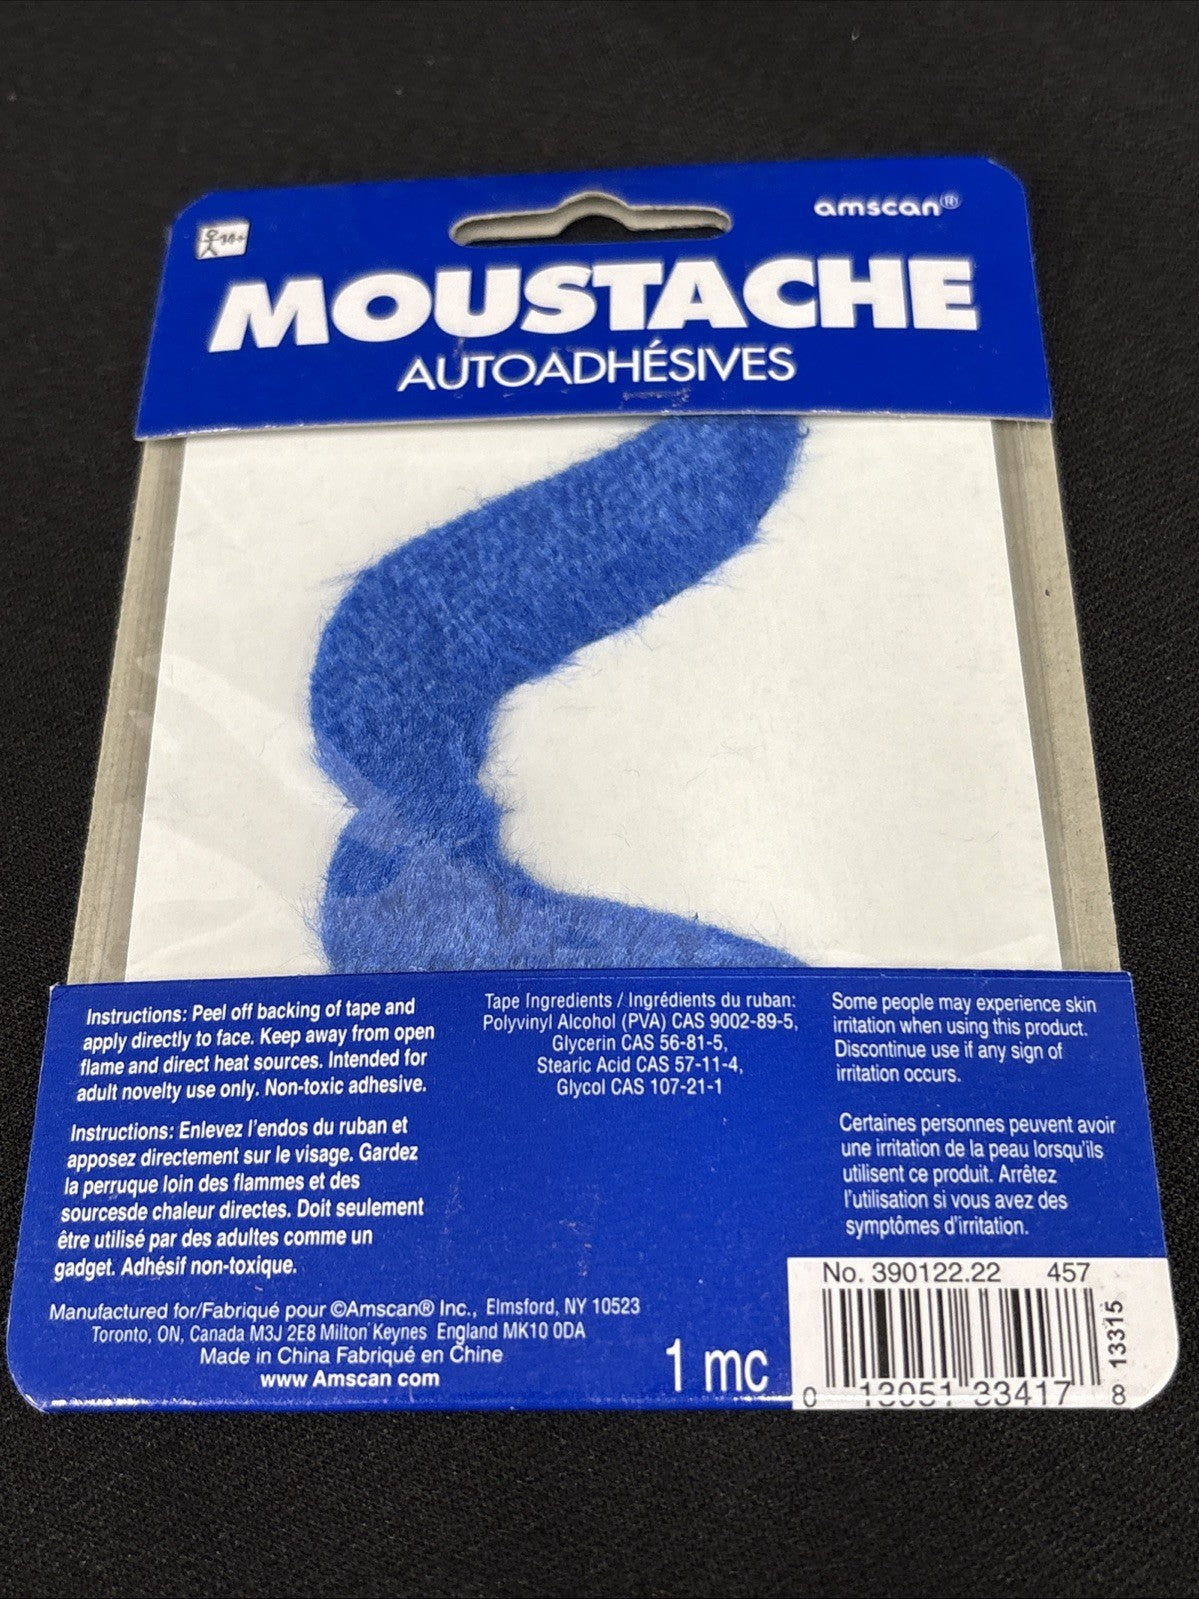 amscan®
14+
MOUSTACHE
AUTOADHÉSIVES
Instructions: Peel off backing of tape and
apply directly to face. Keep away from open
flame and direct heat sources. Intended for
adult novelty use only. Non-toxic adhesive.
Instructions: Enlevez l'endos du ruban et
apposez directement sur le visage. Gardez
la perruque loin des flammes et des
sourcesde chaleur directes. Doit seulement
être utilisé par des adultes comme un
gadget. Adhésif non-toxique.
Tape Ingredients / Ingrédients du ruban:
Polyvinyl Alcohol (PVA) CAS 9002-89-5,
Glycerin CAS 56-81-5,
Stearic Acid CAS 57-11-4,
Glycol CAS 107-21-1
Some people may experience skin
irritation when using this product.
Discontinue use if any sign of
irritation occurs.
Certaines personnes peuvent avoir
une irritation de la peau lorsqu'ils
utilisent ce produit. Arrêtez
l'utilisation si vous avez des
symptômes d'irritation.
Manufactured for/Fabriqué pour ©Amscan® Inc., Elmsford, NY 10523
Toronto, ON, Canada M3J 2E8 Milton Keynes England MK10 0DA
Made in China Fabriqué en Chine
www Amscan com
1 mc
No. 390122.22 457
0 13051 33417 8
13315